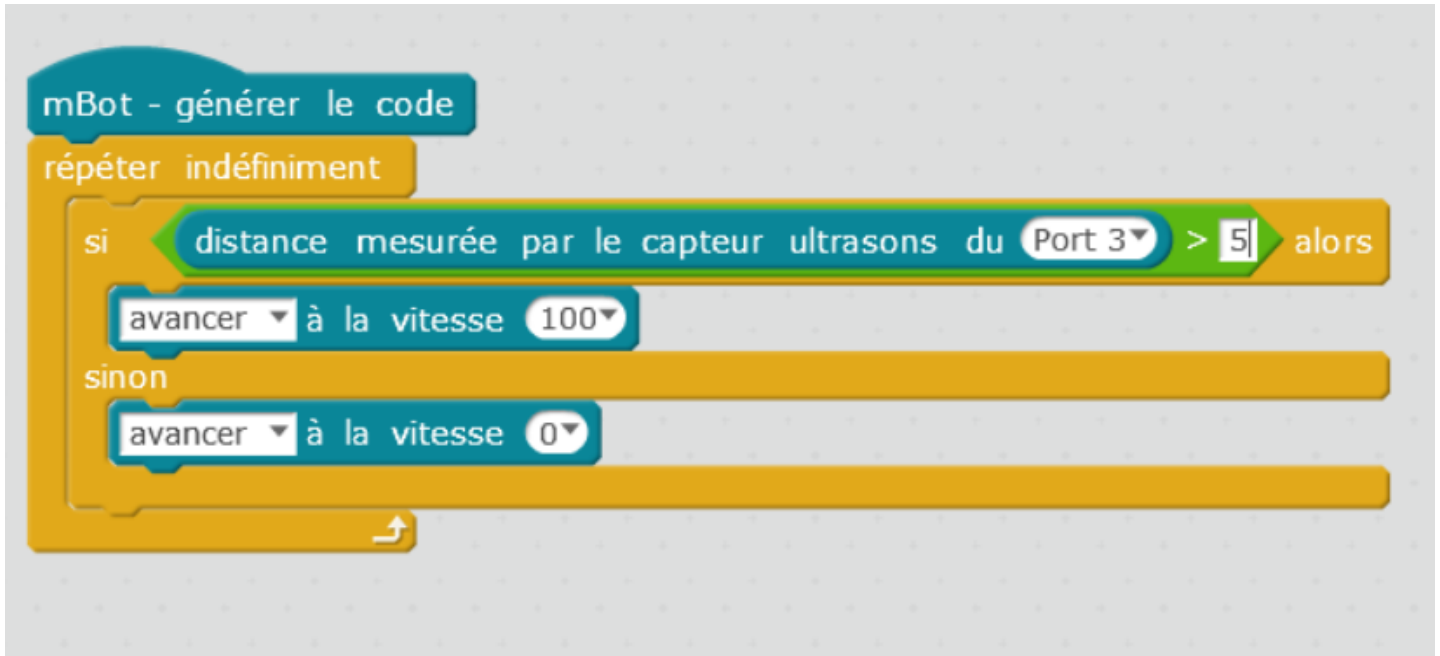 mBot - générer le code
répéter indéfiniment
si distance mesurée par le capteur ultrasons du Port 3 > 5 alors
avancer à la vitesse 100
sinon
avancer à la vitesse 0